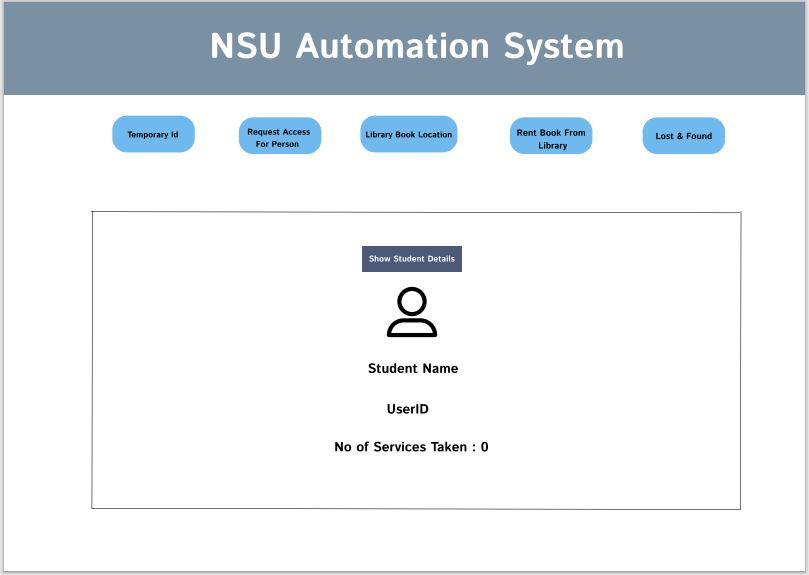 NSU Automation System
Temporary Id
Request Access
For Person
Library Book Location
Rent Book From
Library
Lost & Found
Show Student Details
Student Name
UserID
No of Services Taken : 0